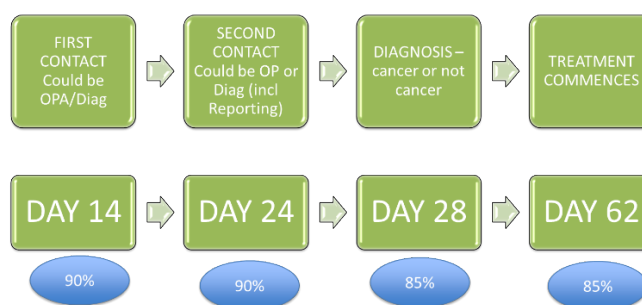 FIRST
CONTACT
Could be
OPA/Diag
SECOND
CONTACT
Could be OP or
Diag (incl
Reporting)
DIAGNOSIS –
cancer or not
cancer
TREATMENT
COMMENCES
DAY 14
DAY 24
DAY 28
DAY 62
90%
90%
85%
85%